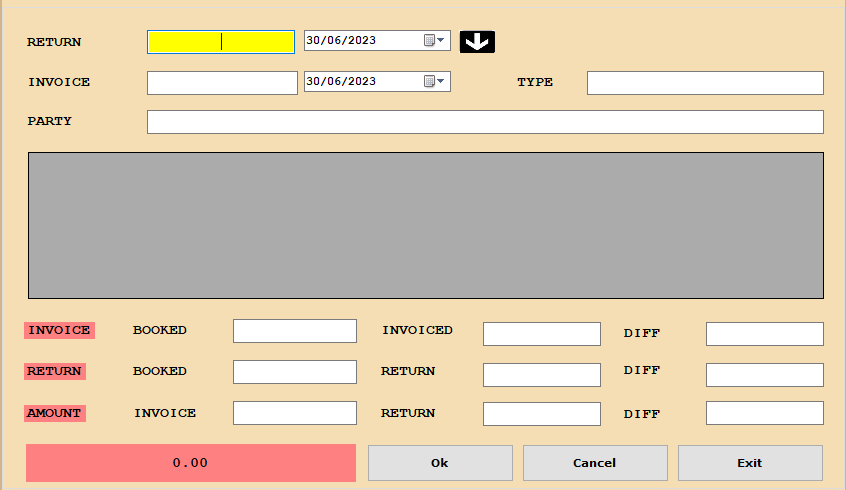 RETURN 30/06/2023
INVOICE 30/06/2023 TYPE
PARTY
INVOICE BOOKED INVOICED DIFF
RETURN BOOKED RETURN DIFF
AMOUNT INVOICE RETURN DIFF
0.00 Ok Cancel Exit